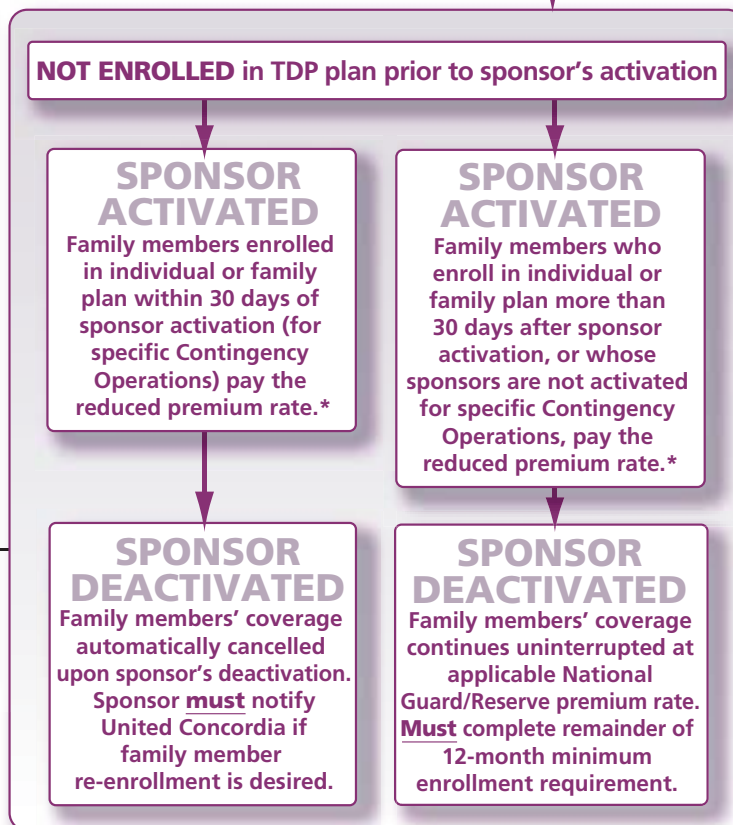 NOT ENROLLED in TDP plan prior to sponsor's activation
SPONSOR
ACTIVATED
Family members enrolled
in individual or family
plan within 30 days of
sponsor activation (for
specific Contingency
Operations) pay the
reduced premium rate.*
SPONSOR
ACTIVATED
Family members who
enroll in individual or
family plan more than
30 days after sponsor
activation, or whose
sponsors are not activated
for specific Contingency
Operations, pay the
reduced premium rate.*
SPONSOR
DEACTIVATED
Family members' coverage
automatically cancelled
upon sponsor's deactivation.
Sponsor must notify
United Concordia if
family member
re-enrollment is desired.
SPONSOR
DEACTIVATED
Family members' coverage
continues uninterrupted at
applicable National
Guard/Reserve premium rate.
Must complete remainder of
12-month minimum
enrollment requirement.